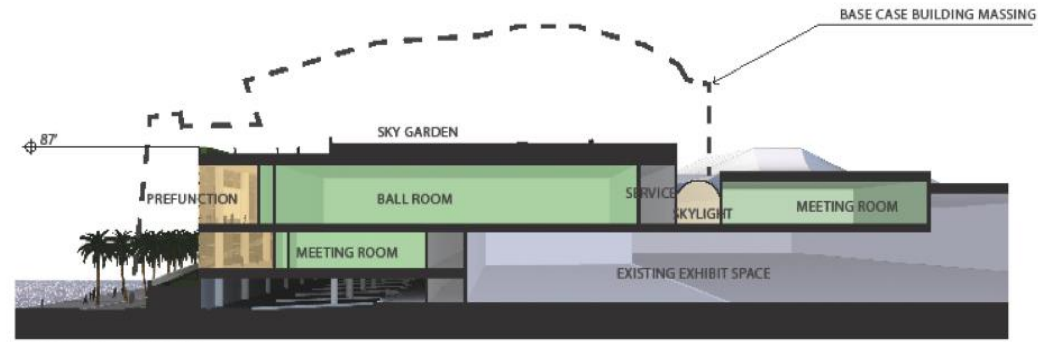 BASE CASE BUILDING MASSING
87'
SKY GARDEN
PREFUNCTION
BALL ROOM
SERVICE
SKYLIGHT
MEETING ROOM
MEETING ROOM
EXISTING EXHIBIT SPACE